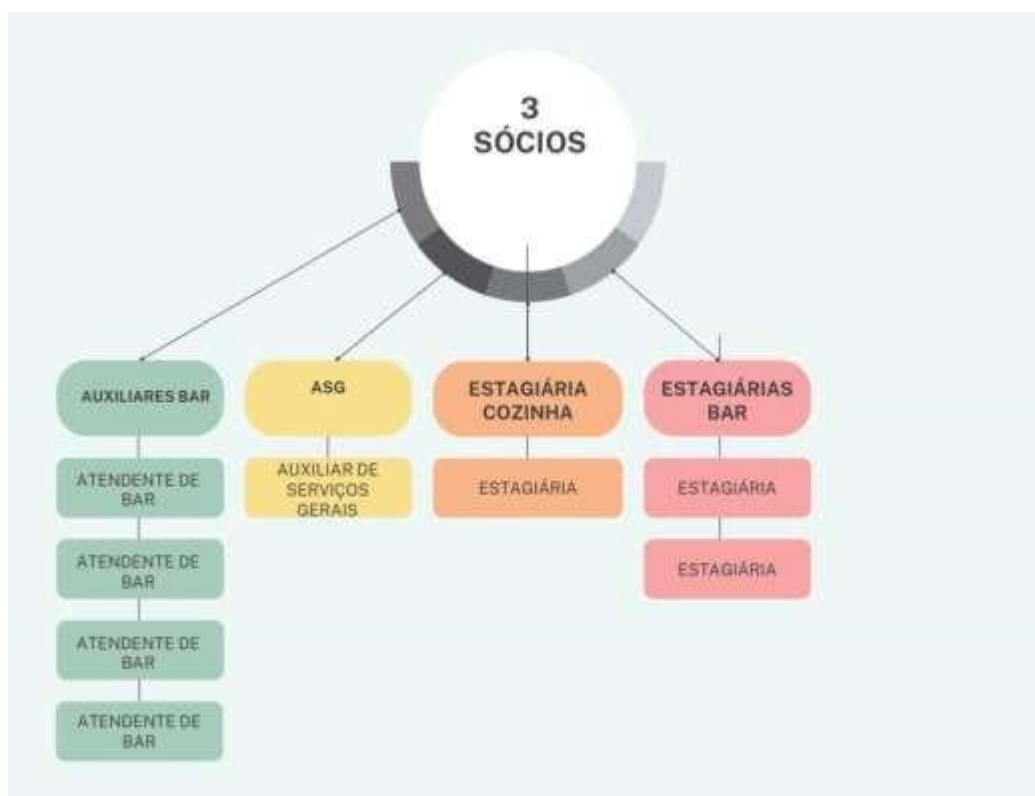 3
SÓCIOS
AUXILIARES BAR
ASG
ESTAGIÁRIA
COZINHA
ESTAGIÁRIAS
BAR
ATENDENTE DE
BAR
AUXILIAR DE
SERVIÇOS
GERAIS
ESTAGIÁRIA
ESTAGIÁRIA
ATENDENTE DE
BAR
ESTAGIÁRIA
ATENDENTE DE
BAR
ATENDENTE DE
BAR